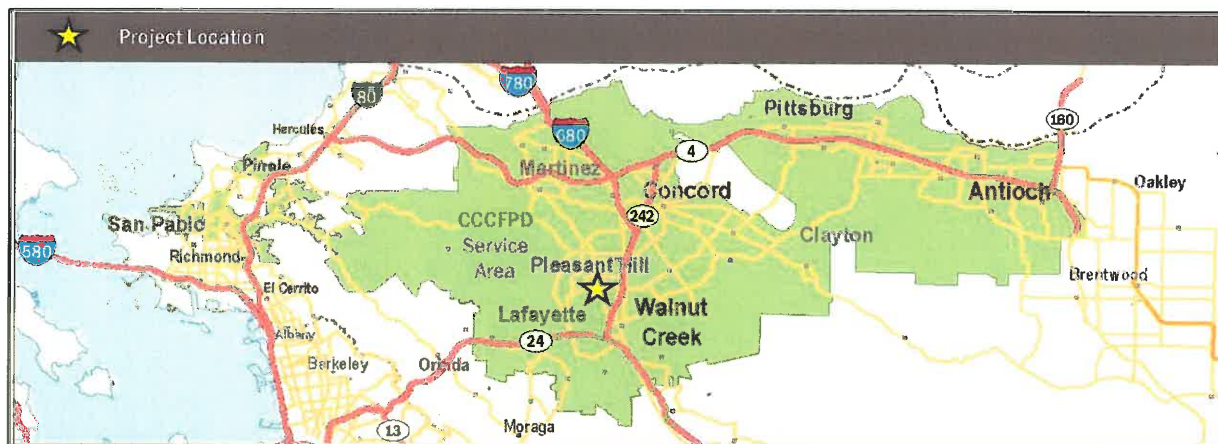 Project Location
780
80
Pittsburg
160
Hercules
680
4
Pinole
Martinez
Concord
Antioch
Oakley
San Pablo
CCCFPD
Service
Area
242
Clayton
580
Richmond
Pleasant Hill
Brentwood
El Cerrito
Lafayette
Walnut
Creek
Albany
24
Berkeley
Orinda
Moraga
13